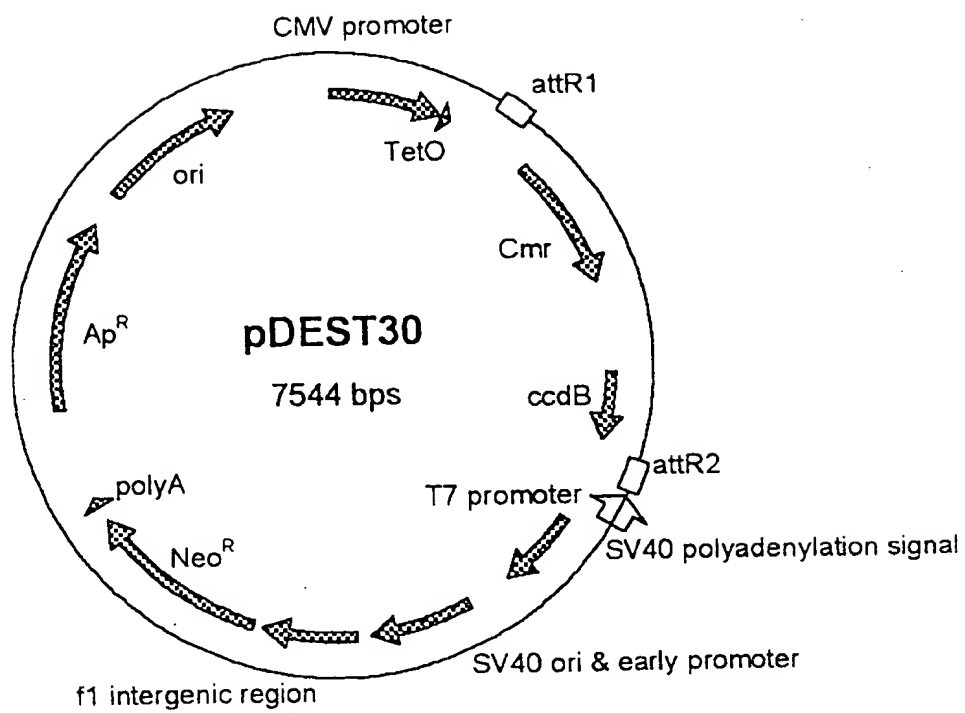 CMV promoter
attR1
TetO
ori
Cmr
Ap^R
pDEST30
7544 bps
ccdB
attR2
polyA
T7 promoter
SV40 polyadenylation signal
Neo^R
SV40 ori & early promoter
f1 intergenic region